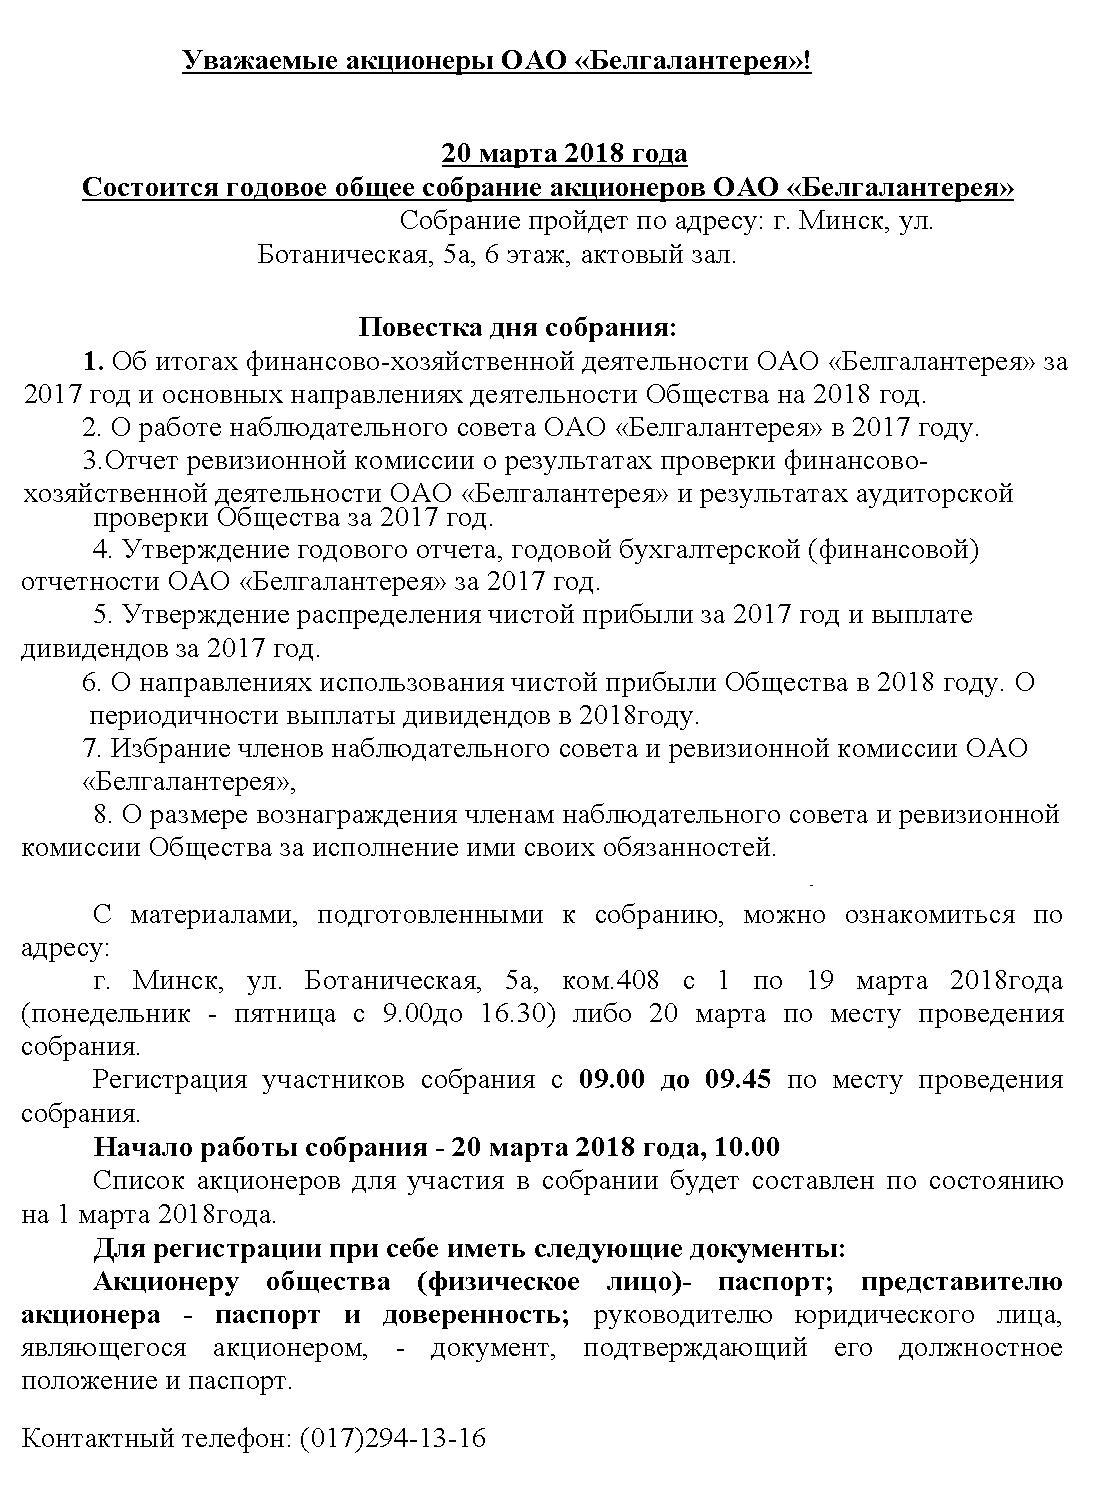 Уважаемые акционеры ОАО «Белгалантерея»!
20 марта 2018 года
Состоится годовое общее собрание акционеров ОАО «Белгалантерея»
Собрание пройдет по адресу: г. Минск, ул.
Ботаническая, 5а, 6 этаж, актовый зал.
Повестка дня собрания:
1. Об итогах финансово-хозяйственной деятельности ОАО «Белгалантерея» за
2017 год и основных направлениях деятельности Общества на 2018 год.
2. О работе наблюдательного совета ОАО «Белгалантерея» в 2017 году.
3.Отчет ревизионной комиссии о результатах проверки финансово-
хозяйственной деятельности ОАО «Белгалантерея» и результатах аудиторской
проверки Общества за 2017 год.
4. Утверждение годового отчета, годовой бухгалтерской (финансовой)
отчетности ОАО «Белгалантерея» за 2017 год.
5. Утверждение распределения чистой прибыли за 2017 год и выплате
дивидендов за 2017 год.
6. О направлениях использования чистой прибыли Общества в 2018 году. О
периодичности выплаты дивидендов в 2018году.
7. Избрание членов наблюдательного совета и ревизионной комиссии ОАО
«Белгалантерея»,
8. О размере вознаграждения членам наблюдательного совета и ревизионной
комиссии Общества за исполнение ими своих обязанностей.
С материалами, подготовленными к собранию, можно ознакомиться по
адресу:
г. Минск, ул. Ботаническая, 5а, ком.408 с 1 по 19 марта 2018года
(понедельник - пятница с 9.00до 16.30) либо 20 марта по месту проведения
собрания.
Регистрация участников собрания с 09.00 до 09.45 по месту проведения
собрания.
Начало работы собрания - 20 марта 2018 года, 10.00
Список акционеров для участия в собрании будет составлен по состоянию
на 1 марта 2018года.
Для регистрации при себе иметь следующие документы:
Акционеру общества (физическое лицо)- паспорт; представителю
акционера - паспорт и доверенность; руководителю юридического лица,
являющегося акционером, - документ, подтверждающий его должностное
положение и паспорт.
Контактный телефон: (017)294-13-16